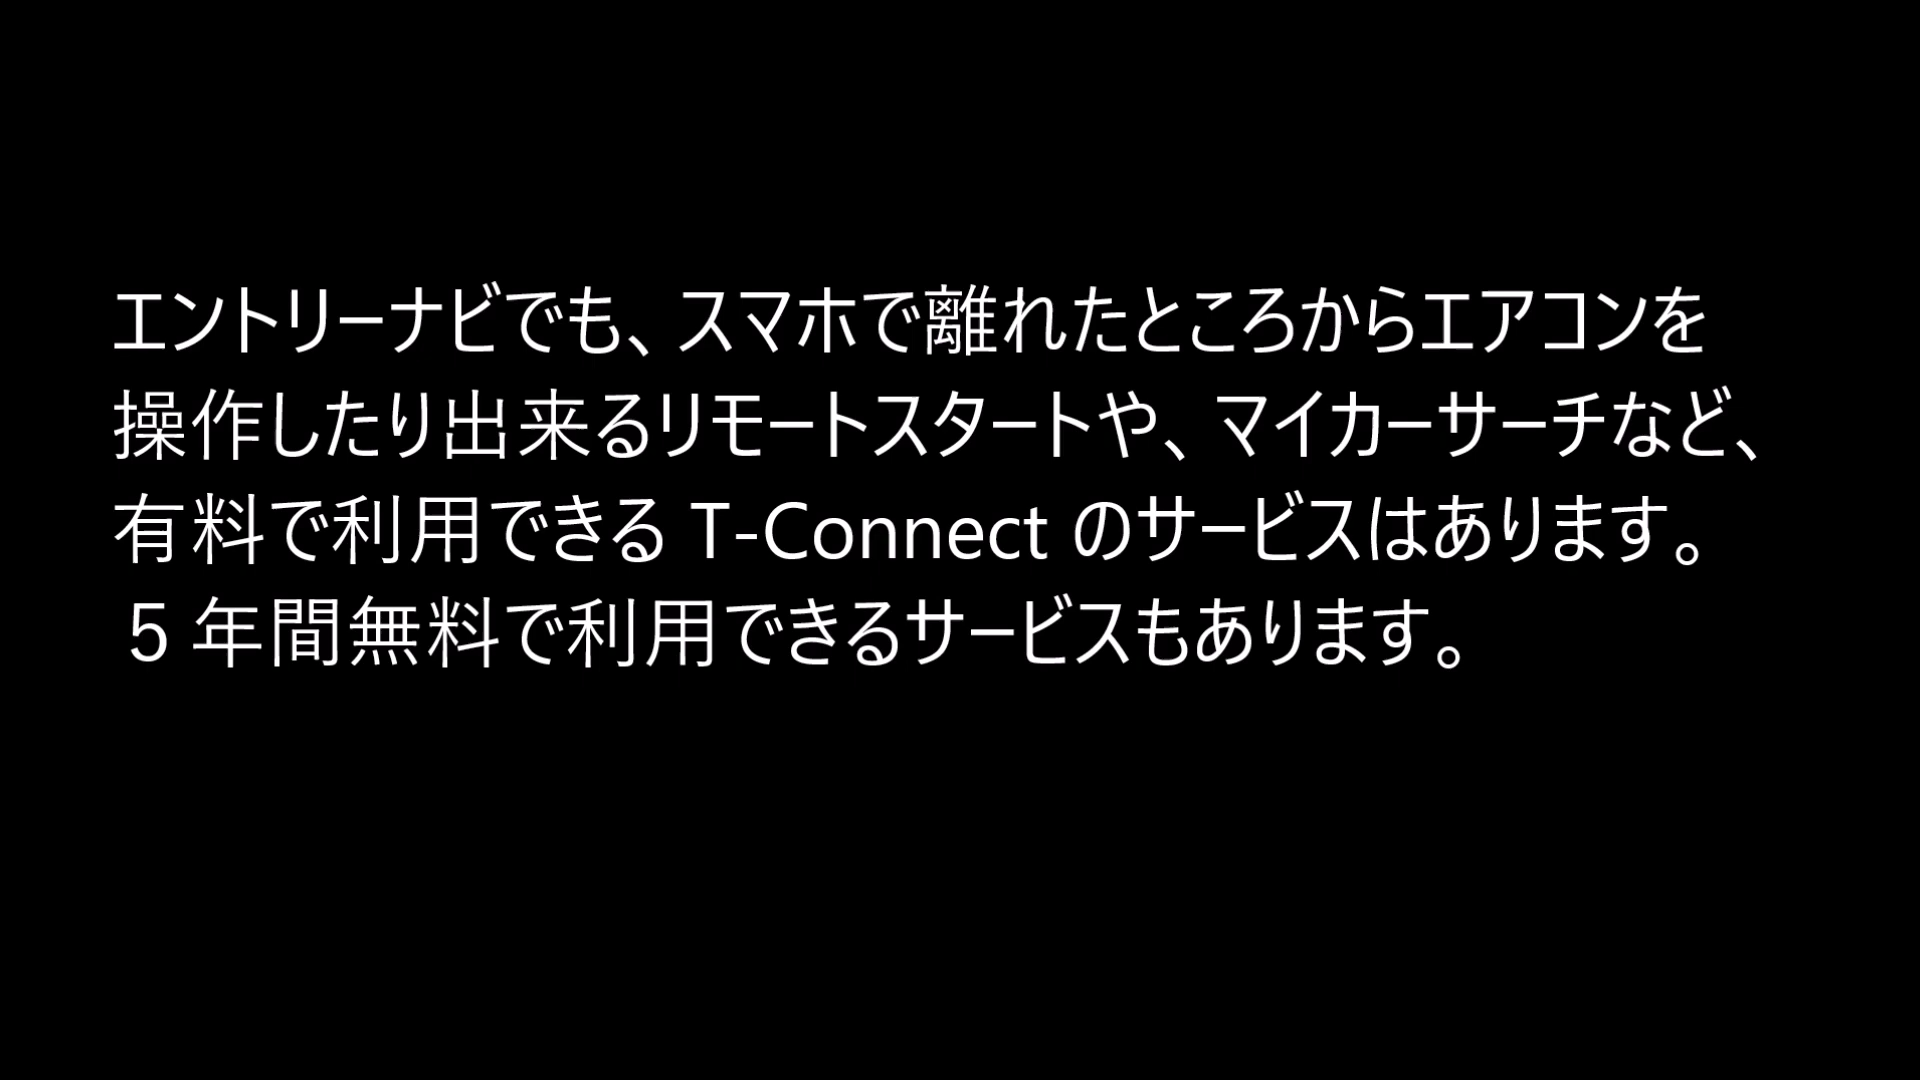 エントリーナビでも、スマホで離れたところからエアコンを
操作したり出来るリモートスタートや、マイカーサーチなど、
有料で利用できる T-Connect のサービスはあります。
5 年間無料で利用できるサービスもあります。